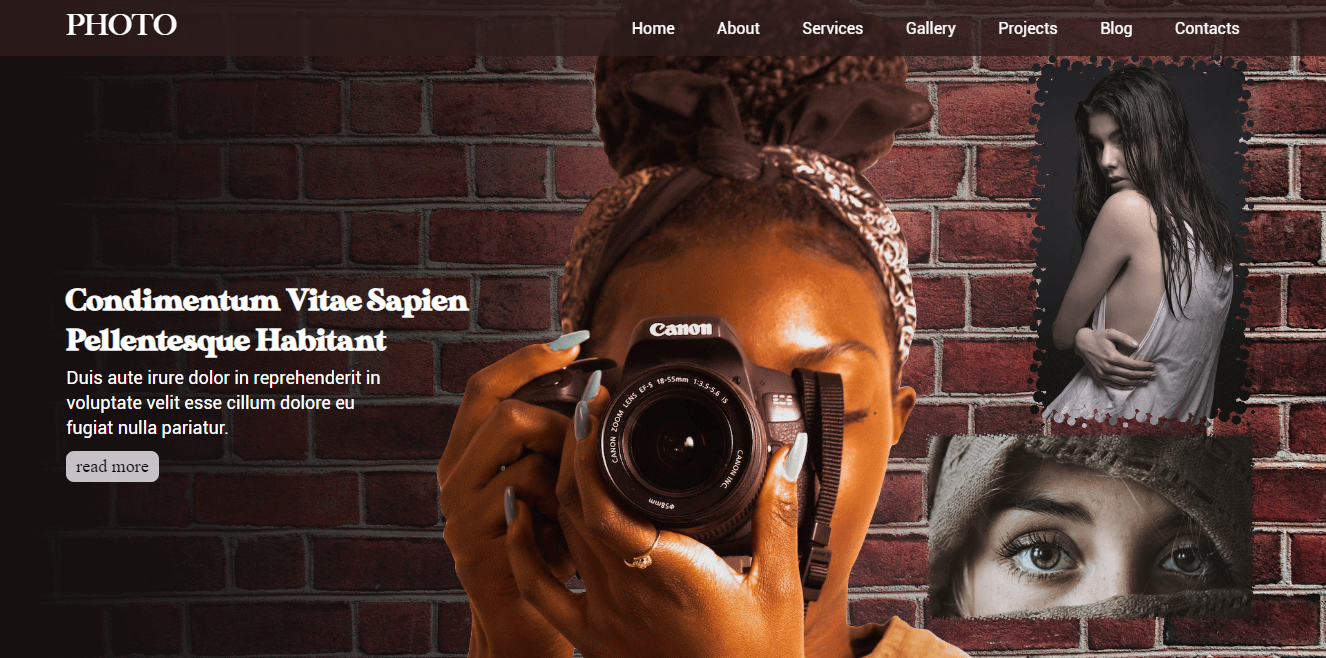 PHOTO
Home About Services Gallery Projects Blog Contacts
Condimentum Vitae Sapien
Pellentesque Habitant
Duis aute irure dolor in reprehenderit in
voluptate velit esse cillum dolore eu
fugiat nulla pariatur.
read more
Canon
CANON ZOOM LENS EF-S 18-55mm 1:3.5-5.6 IS
CANON INC.
Ø58mm